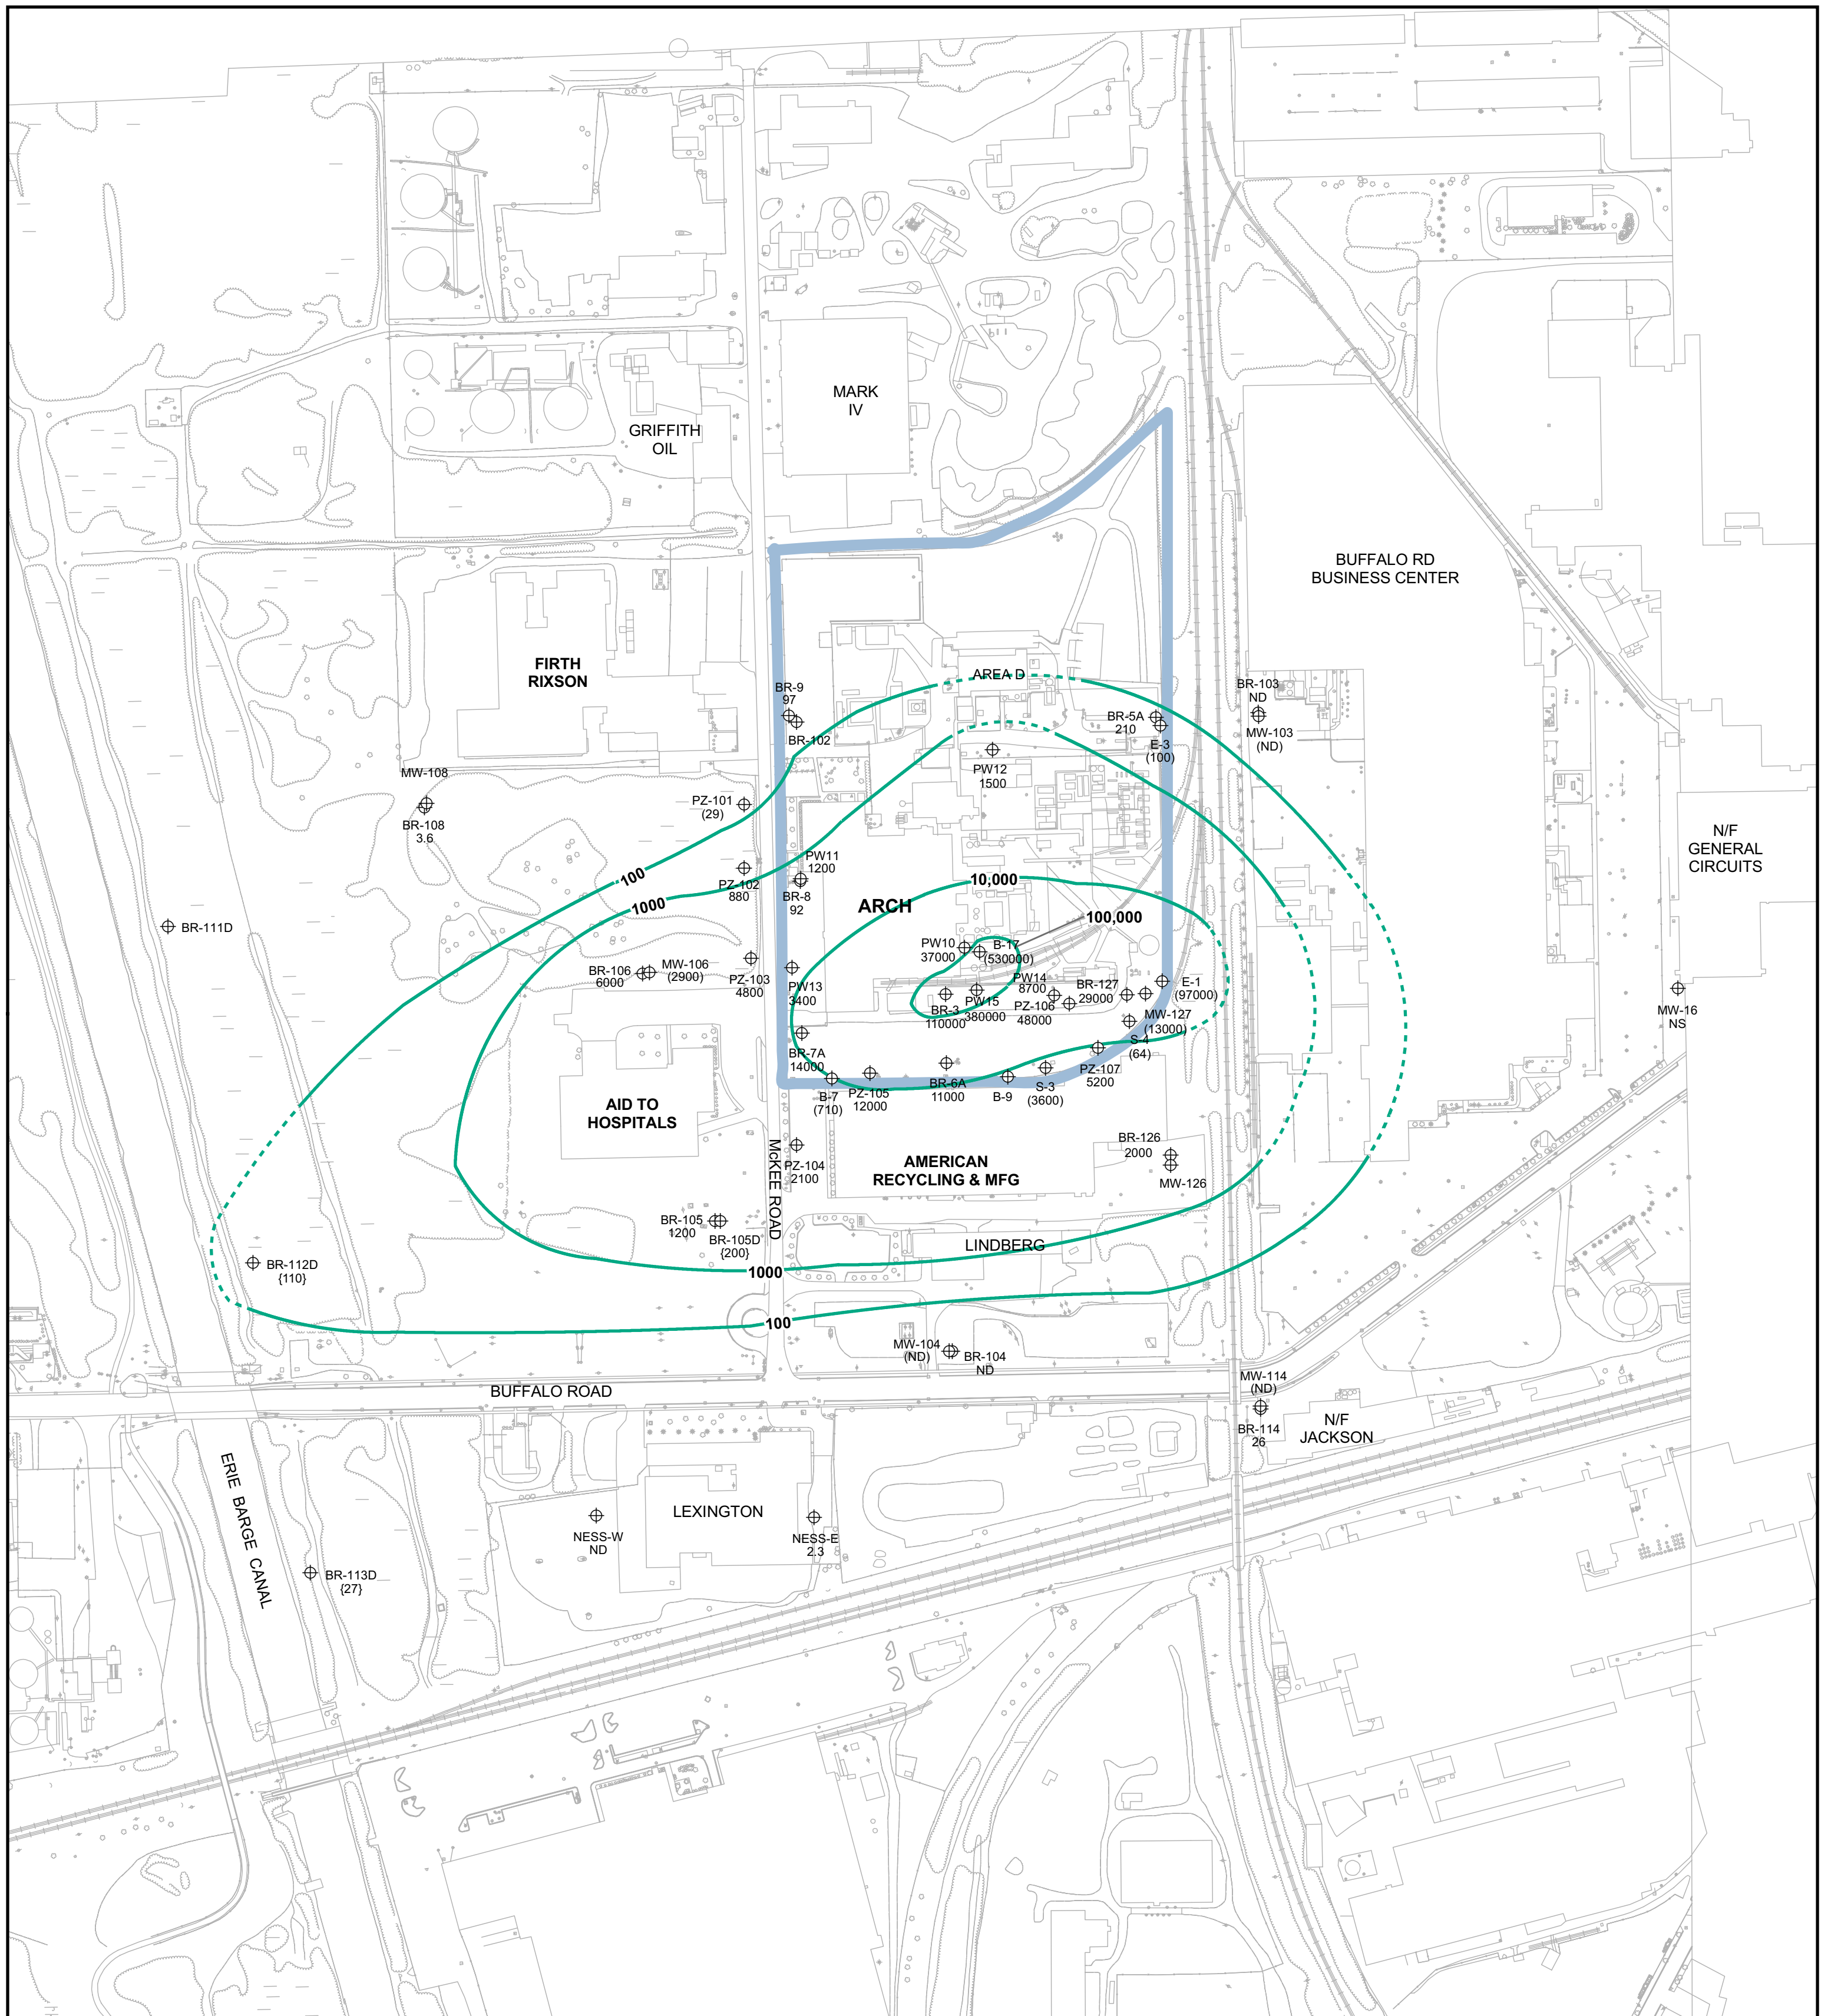 MARK
IV
GRIFFITH
OIL
BUFFALO RD
BUSINESS CENTER
FIRTH
RIXSON
AREA D
BR-9
97
BR-102
BR-5A
210
E-3
(100)
BR-103
ND
MW-103
(ND)
PW12
1500
MW-108
BR-108
3.6
PZ-101
(29)
N/F
GENERAL
CIRCUITS
100
PW11
1200
PZ-102
880
BR-8
92
10,000
1000
ARCH
100,000
BR-111D
PW10
37000
B-17
(530000)
BR-106
6000
MW-106
(2900)
PZ-103
4800
PW13
3400
PW14
8700
BR-127
29000
E-1
(97000)
BR-3
110000
PW15
380000
PZ-106
48000
MW-127
(13000)
MW-16
NS
S-4
(64)
BR-7A
14000
PZ-107
5200
B-7
(710)
PZ-105
12000
BR-6A
11000
B-9
S-3
(3600)
AID TO
HOSPITALS
McKEE ROAD
PZ-104
2100
AMERICAN
RECYCLING & MFG
BR-126
2000
MW-126
BR-105
1200
BR-105D
{200}
LINDBERG
BR-112D
{110}
1000
100
MW-104
(ND)
BR-104
ND
BUFFALO ROAD
MW-114
(ND)
BR-114
26
N/F
JACKSON
ERIE BARGE CANAL
LEXINGTON
NESS-W
ND
NESS-E
2.3
BR-113D
{27}